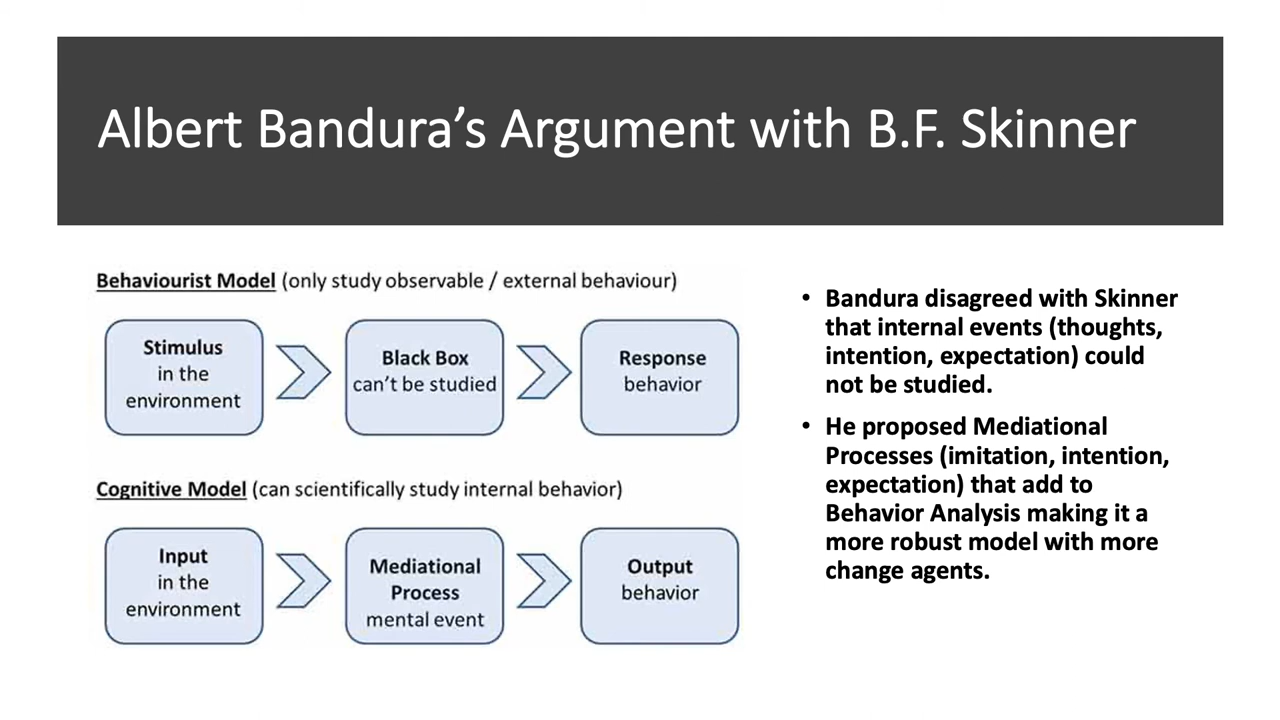 Albert Bandura’s Argument with B.F. Skinner
Behaviourist Model (only study observable / external behaviour)
Stimulus
in the
environment
Black Box
can’t be studied
Response
behavior
Cognitive Model (can scientifically study internal behavior)
Input
in the
environment
Mediational
Process
mental event
Output
behavior
• Bandura disagreed with Skinner
that internal events (thoughts,
intention, expectation) could
not be studied.
• He proposed Mediational
Processes (imitation, intention,
expectation) that add to
Behavior Analysis making it a
more robust model with more
change agents.